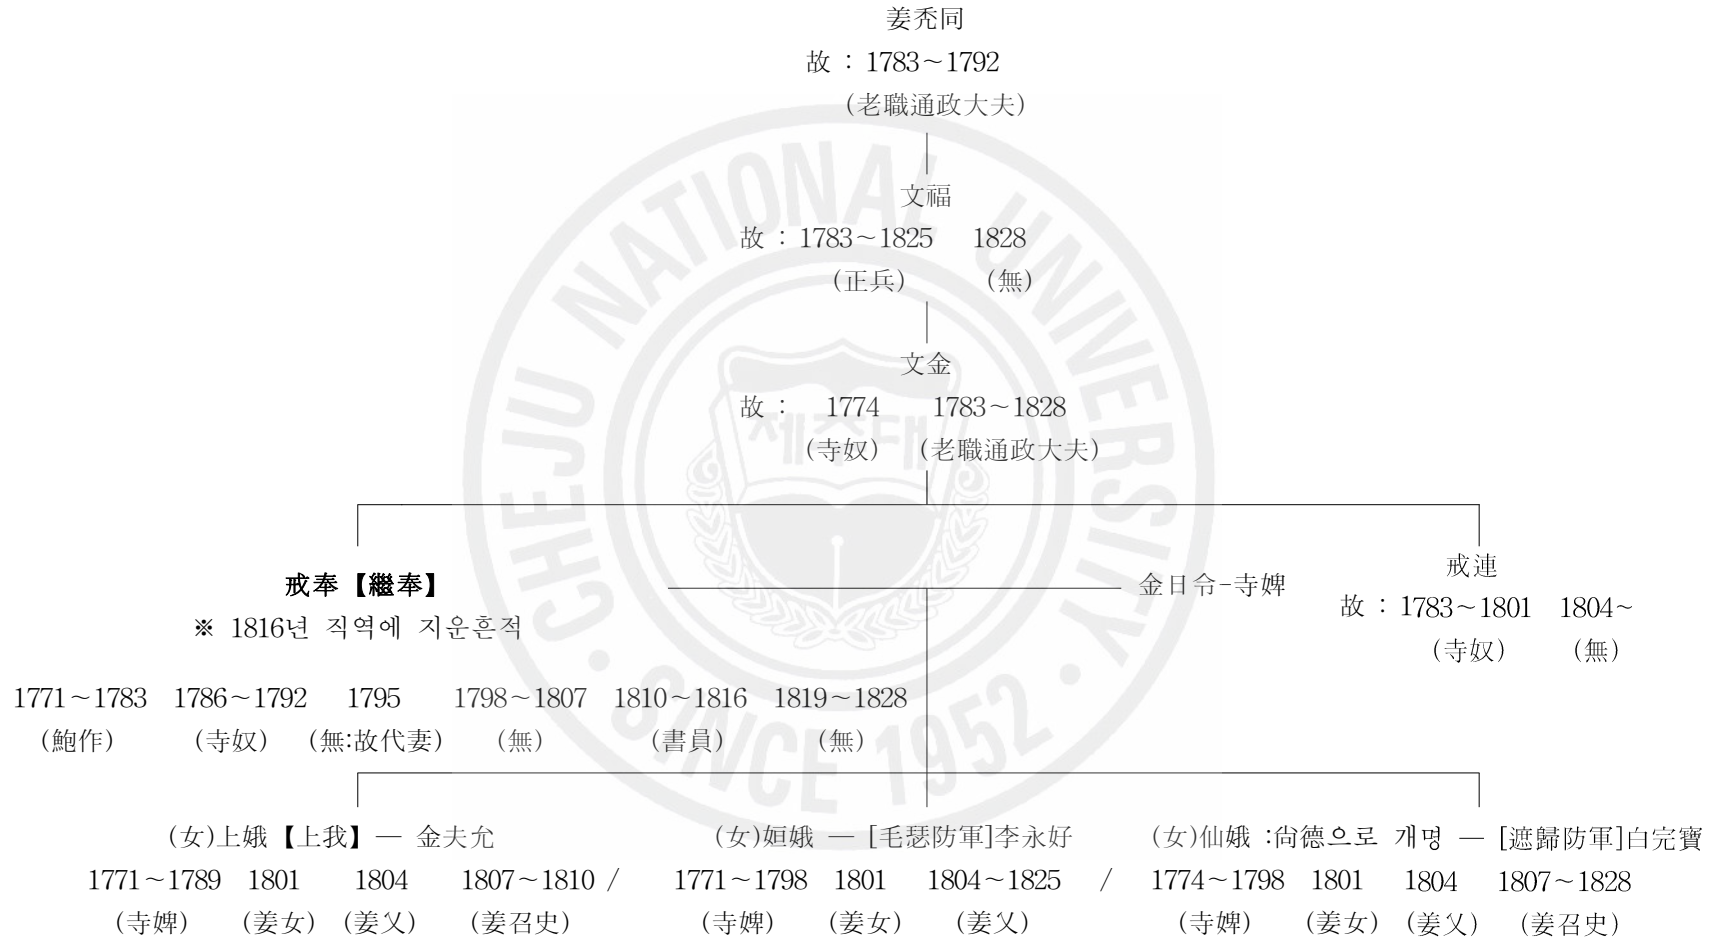 姜禿同
故 : 1783~1792
(老職通政大夫)
文福
故 : 1783~1825 1828
(正兵) (無)
文金
故 : 1774 1783~1828
(寺奴) (老職通政大夫)
戒奉【繼奉】
※ 1816년 직역에 지운흔적
金日令-寺婢
戒連
故 : 1783~1801 1804~
(寺奴) (無)
1771~1783 1786~1792 1795 1798~1807 1810~1816 1819~1828
(鮑作) (寺奴) (無:故代妻) (無) (書員) (無)
(女)上娥【上我】— 金夫允 (女)姮娥 — [毛瑟防軍]李永好 (女)仙娥 :尙德으로 개명 — [遮歸防軍]白完寶
1771~1789 1801 1804 1807~1810 / 1771~1798 1801 1804~1825 / 1774~1798 1801 1804 1807~1828
(寺婢) (姜女) (姜乂) (姜召史) (寺婢) (姜女) (姜乂) (寺婢) (姜女) (姜乂) (姜召史)
CHEJU NATIONAL UNIVERSITY
제주대
SINCE 1952